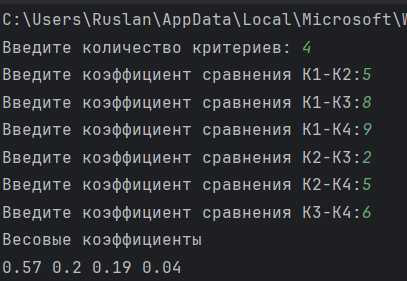 C:\Users\Ruslan\AppData\Local\Microsoft\W
Введите количество критериев: 4
Введите коэффициент сравнения К1-К2:5
Введите коэффициент сравнения К1-К3:8
Введите коэффициент сравнения К1-К4:9
Введите коэффициент сравнения К2-К3:2
Введите коэффициент сравнения К2-К4:5
Введите коэффициент сравнения К3-К4:6
Весовые коэффициенты
0.57 0.2 0.19 0.04